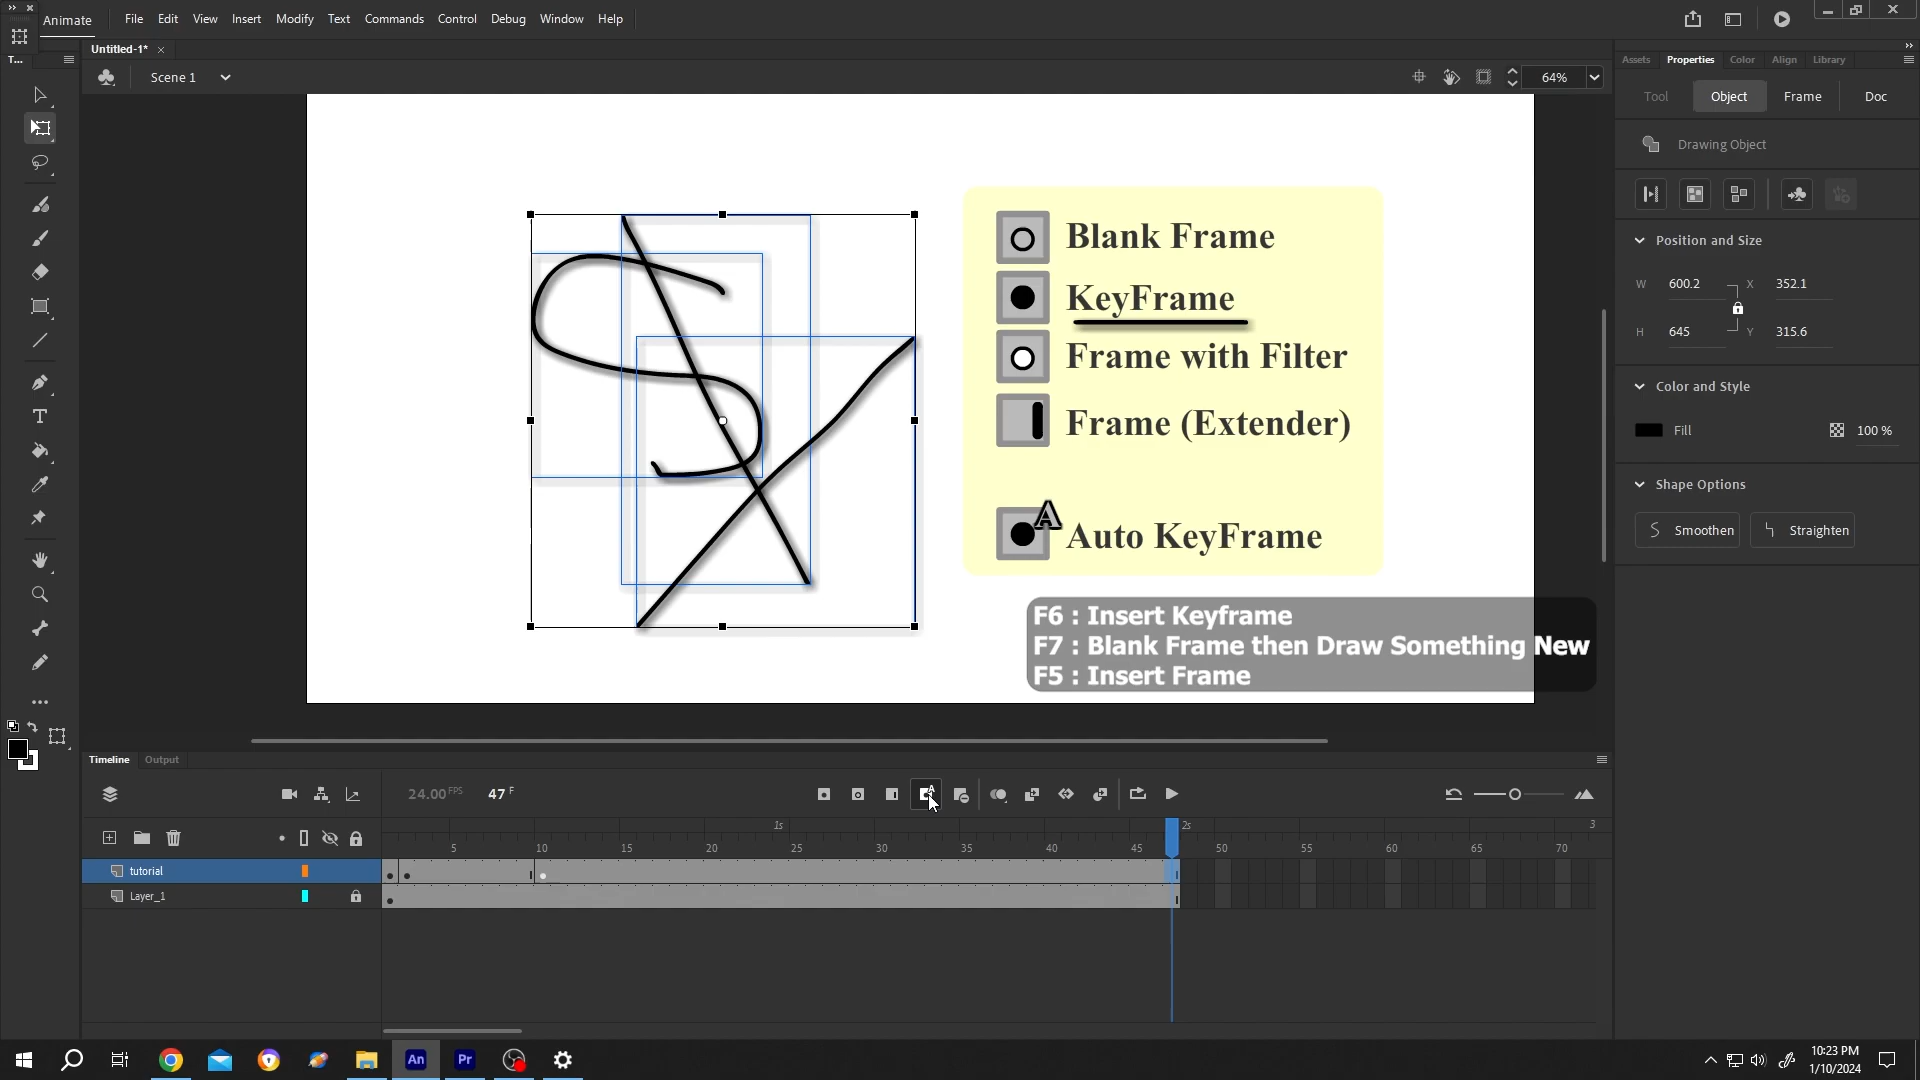 Animate File Edit View Insert Modify Text Commands Control Debug Window Help
Untitled-1* ×
T...
Scene 1 64%
Assets Properties Color Align Library
Tool Object Frame Doc
Drawing Object
Position and Size
W 600.2 X 352.1
H 645 Y 315.6
Color and Style
Fill 100 %
Shape Options
Smoothen Straighten
Blank Frame
KeyFrame
Frame with Filter
Frame (Extender)
A
Auto KeyFrame
F6 : Insert Keyframe
F7 : Blank Frame then Draw Something New
F5 : Insert Frame
Timeline Output
24.00 FPS 47 F
1s 2s 3
5 10 15 20 25 30 35 40 45 50 55 60 65 70
tutorial
Layer_1
An Pr
10:23 PM
1/10/2024